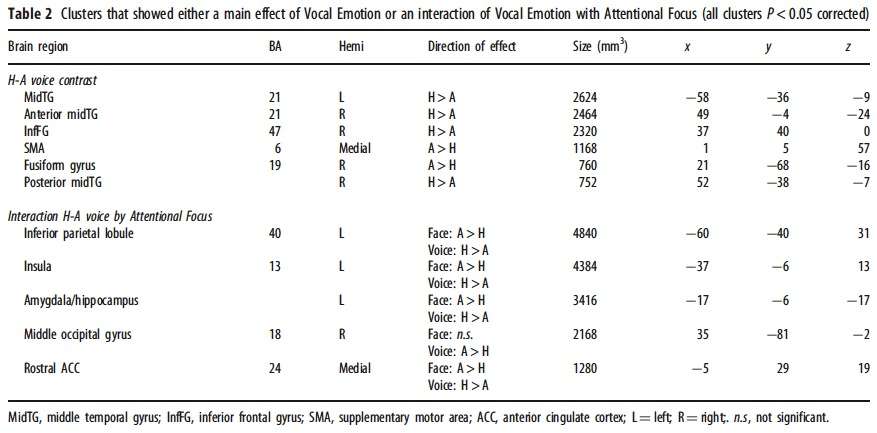 Table 2 Clusters that showed either a main effect of Vocal Emotion or an interaction of Vocal Emotion with Attentional Focus (all clusters P < 0.05 corrected)
Brain region BA Hemi Direction of effect Size (mm³) x y z
H-A voice contrast
MidTG 21 L H > A 2624 −58 −36 −9
Anterior midTG 21 R H > A 2464 49 −4 −24
InfFG 47 R H > A 2320 37 40 0
SMA 6 Medial A > H 1168 1 5 57
Fusiform gyrus 19 R A > H 760 21 −68 −16
Posterior midTG R H > A 752 52 −38 −7
Interaction H-A voice by Attentional Focus
Inferior parietal lobule 40 L Face: A > H 4840 −60 −40 31
Voice: H > A
Insula 13 L Face: A > H 4384 −37 −6 13
Voice: H > A
Amygdala/hippocampus L Face: A > H 3416 −17 −6 −17
Voice: H > A
Middle occipital gyrus 18 R Face: n.s. 2168 35 −81 −2
Voice: A > H
Rostral ACC 24 Medial Face: A > H 1280 −5 29 19
Voice: H > A
MidTG, middle temporal gyrus; InfFG, inferior frontal gyrus; SMA, supplementary motor area; ACC, anterior cingulate cortex; L = left; R = right;. n.s, not significant.